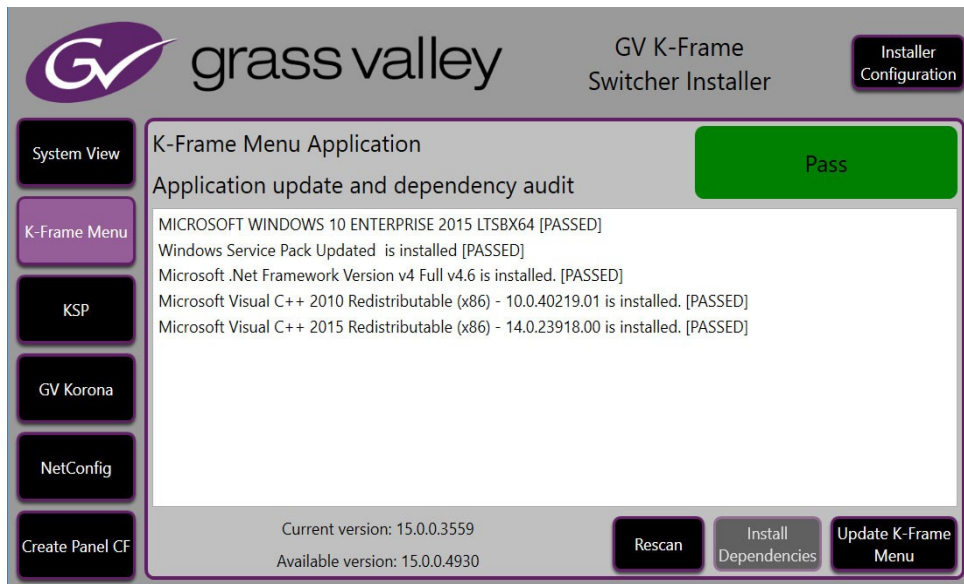 GV grass valley
GV K-Frame
Switcher Installer
Installer
Configuration
System View
K-Frame Menu
KSP
GV Korona
NetConfig
Create Panel CF
K-Frame Menu Application
Application update and dependency audit
Pass
MICROSOFT WINDOWS 10 ENTERPRISE 2015 LTSBX64 [PASSED]
Windows Service Pack Updated  is installed [PASSED]
Microsoft .Net Framework Version v4 Full v4.6 is installed. [PASSED]
Microsoft Visual C++ 2010 Redistributable (x86) - 10.0.40219.01 is installed. [PASSED]
Microsoft Visual C++ 2015 Redistributable (x86) - 14.0.23918.00 is installed. [PASSED]
Current version: 15.0.0.3559
Available version: 15.0.0.4930
Rescan
Install
Dependencies
Update K-Frame
Menu